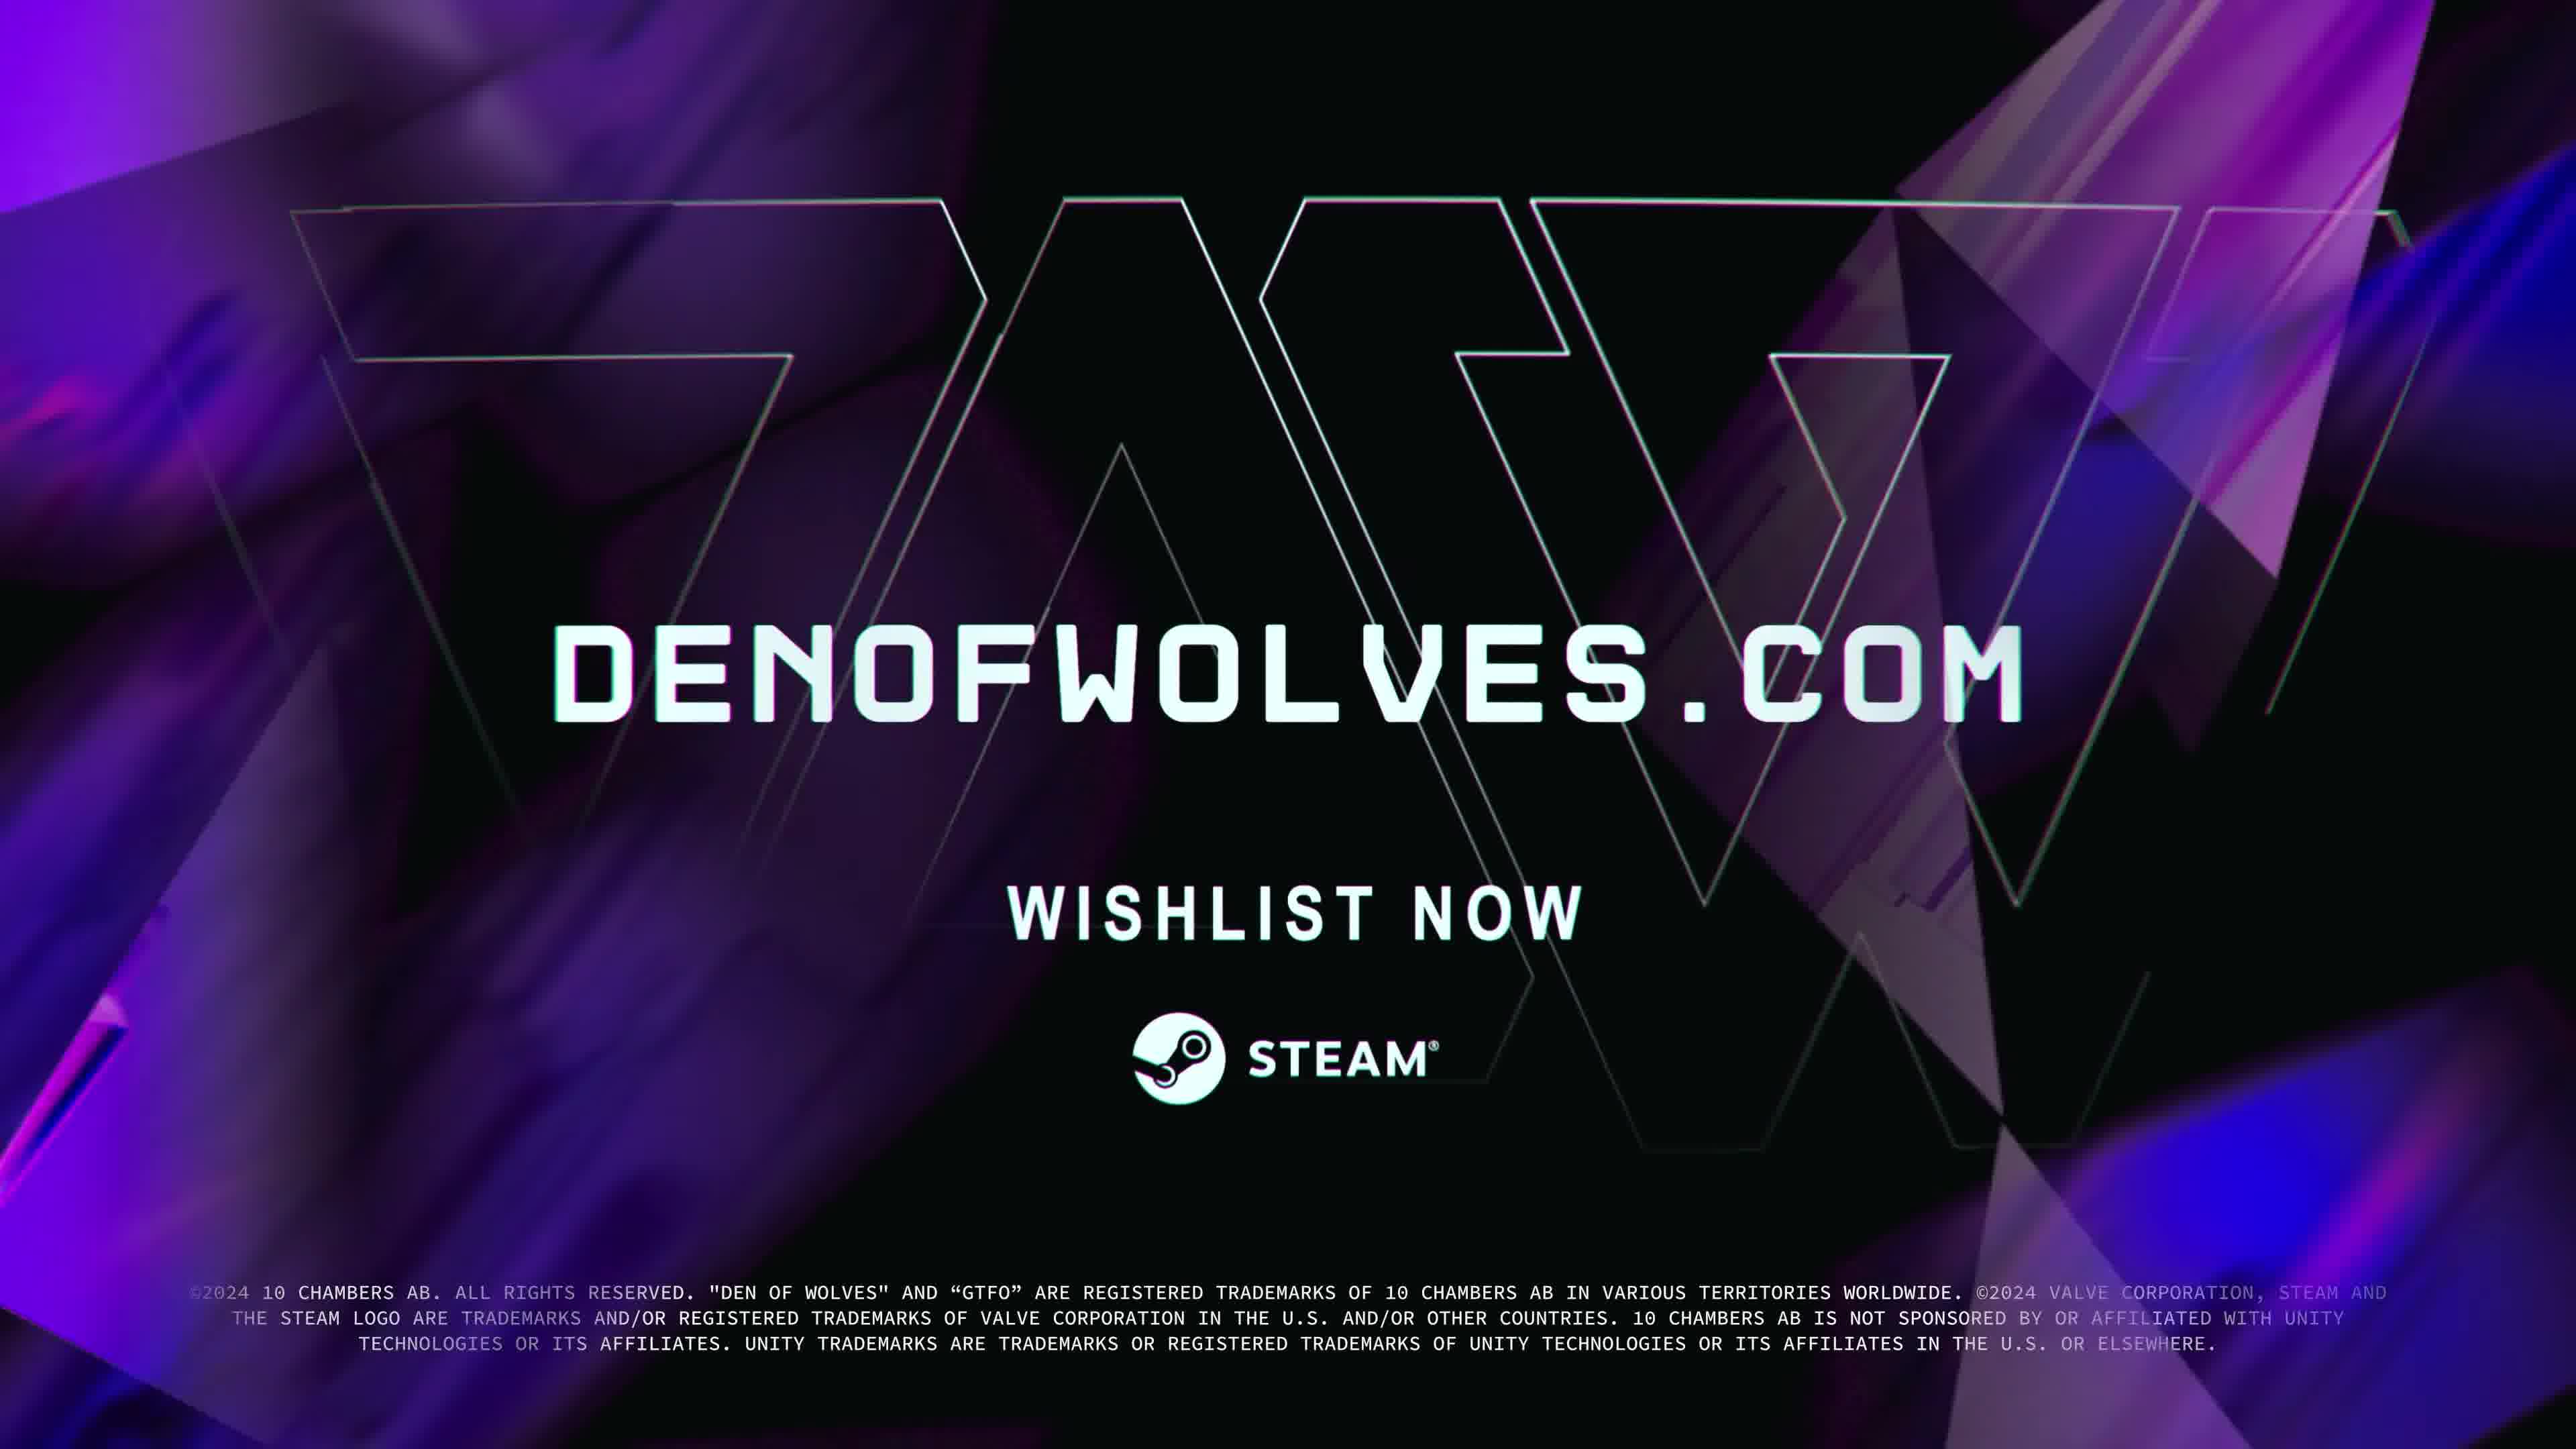 DENOFWOLVES.COM
WISHLIST NOW
STEAM®
©2024 10 CHAMBERS AB. ALL RIGHTS RESERVED. "DEN OF WOLVES" AND “GTFO” ARE REGISTERED TRADEMARKS OF 10 CHAMBERS AB IN VARIOUS TERRITORIES WORLDWIDE. ©2024 VALVE CORPORATION, STEAM AND
THE STEAM LOGO ARE TRADEMARKS AND/OR REGISTERED TRADEMARKS OF VALVE CORPORATION IN THE U.S. AND/OR OTHER COUNTRIES. 10 CHAMBERS AB IS NOT SPONSORED BY OR AFFILIATED WITH UNITY
TECHNOLOGIES OR ITS AFFILIATES. UNITY TRADEMARKS ARE TRADEMARKS OR REGISTERED TRADEMARKS OF UNITY TECHNOLOGIES OR ITS AFFILIATES IN THE U.S. OR ELSEWHERE.